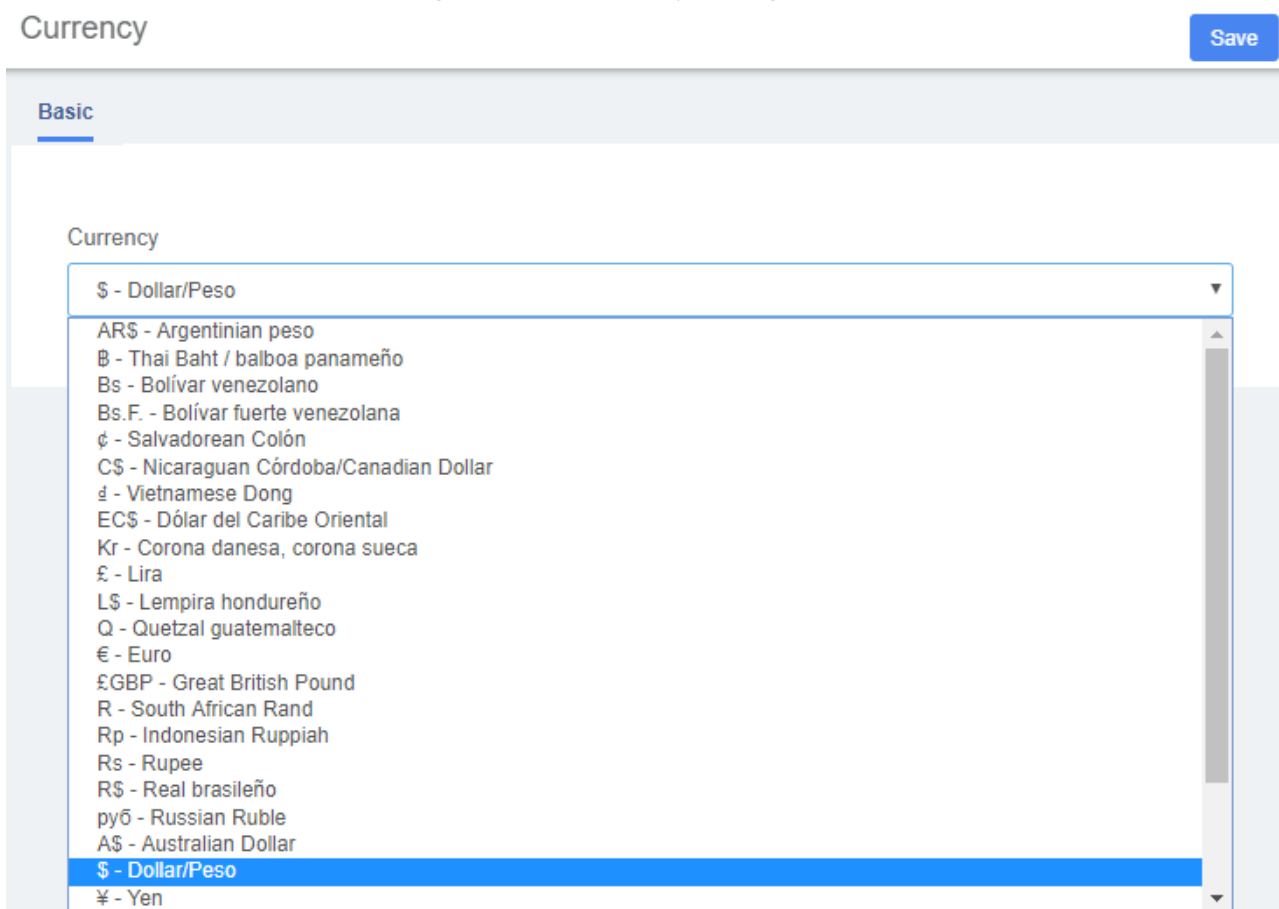 Currency
Save
Basic
Currency
$ - Dollar/Peso
AR$ - Argentinian peso
฿ - Thai Baht / balboa panameño
Bs - Bolívar venezolano
Bs.F. - Bolívar fuerte venezolana
¢ - Salvadorean Colón
C$ - Nicaraguan Córdoba/Canadian Dollar
₫ - Vietnamese Dong
EC$ - Dólar del Caribe Oriental
Kr - Corona danesa, corona sueca
£ - Lira
L$ - Lempira hondureño
Q - Quetzal guatemalteco
€ - Euro
£GBP - Great British Pound
R - South African Rand
Rp - Indonesian Ruppiah
Rs - Rupee
R$ - Real brasileño
руб - Russian Ruble
A$ - Australian Dollar
$ - Dollar/Peso
¥ - Yen